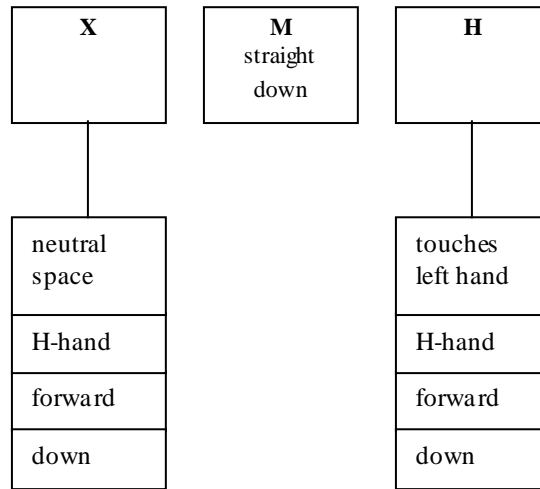 X
M
straight
down
H
neutral
space
H-hand
forward
down
touches
left hand
H-hand
forward
down